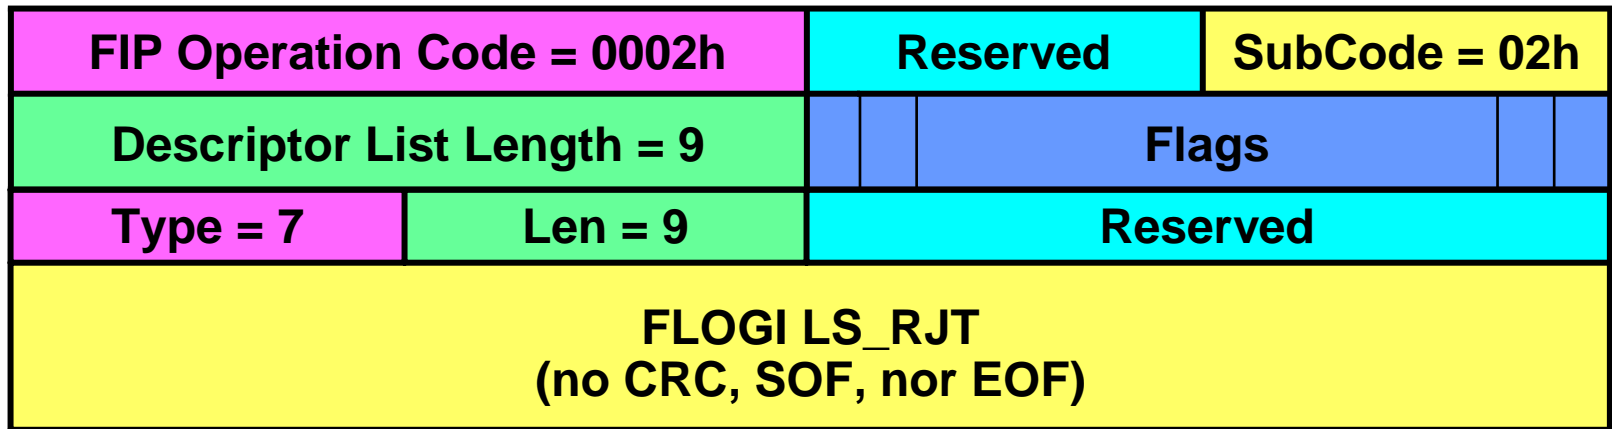 FIP Operation Code = 0002h Reserved SubCode = 02h
Descriptor List Length = 9 Flags
Type = 7 Len = 9 Reserved
FLOGI LS_RJT
(no CRC, SOF, nor EOF)